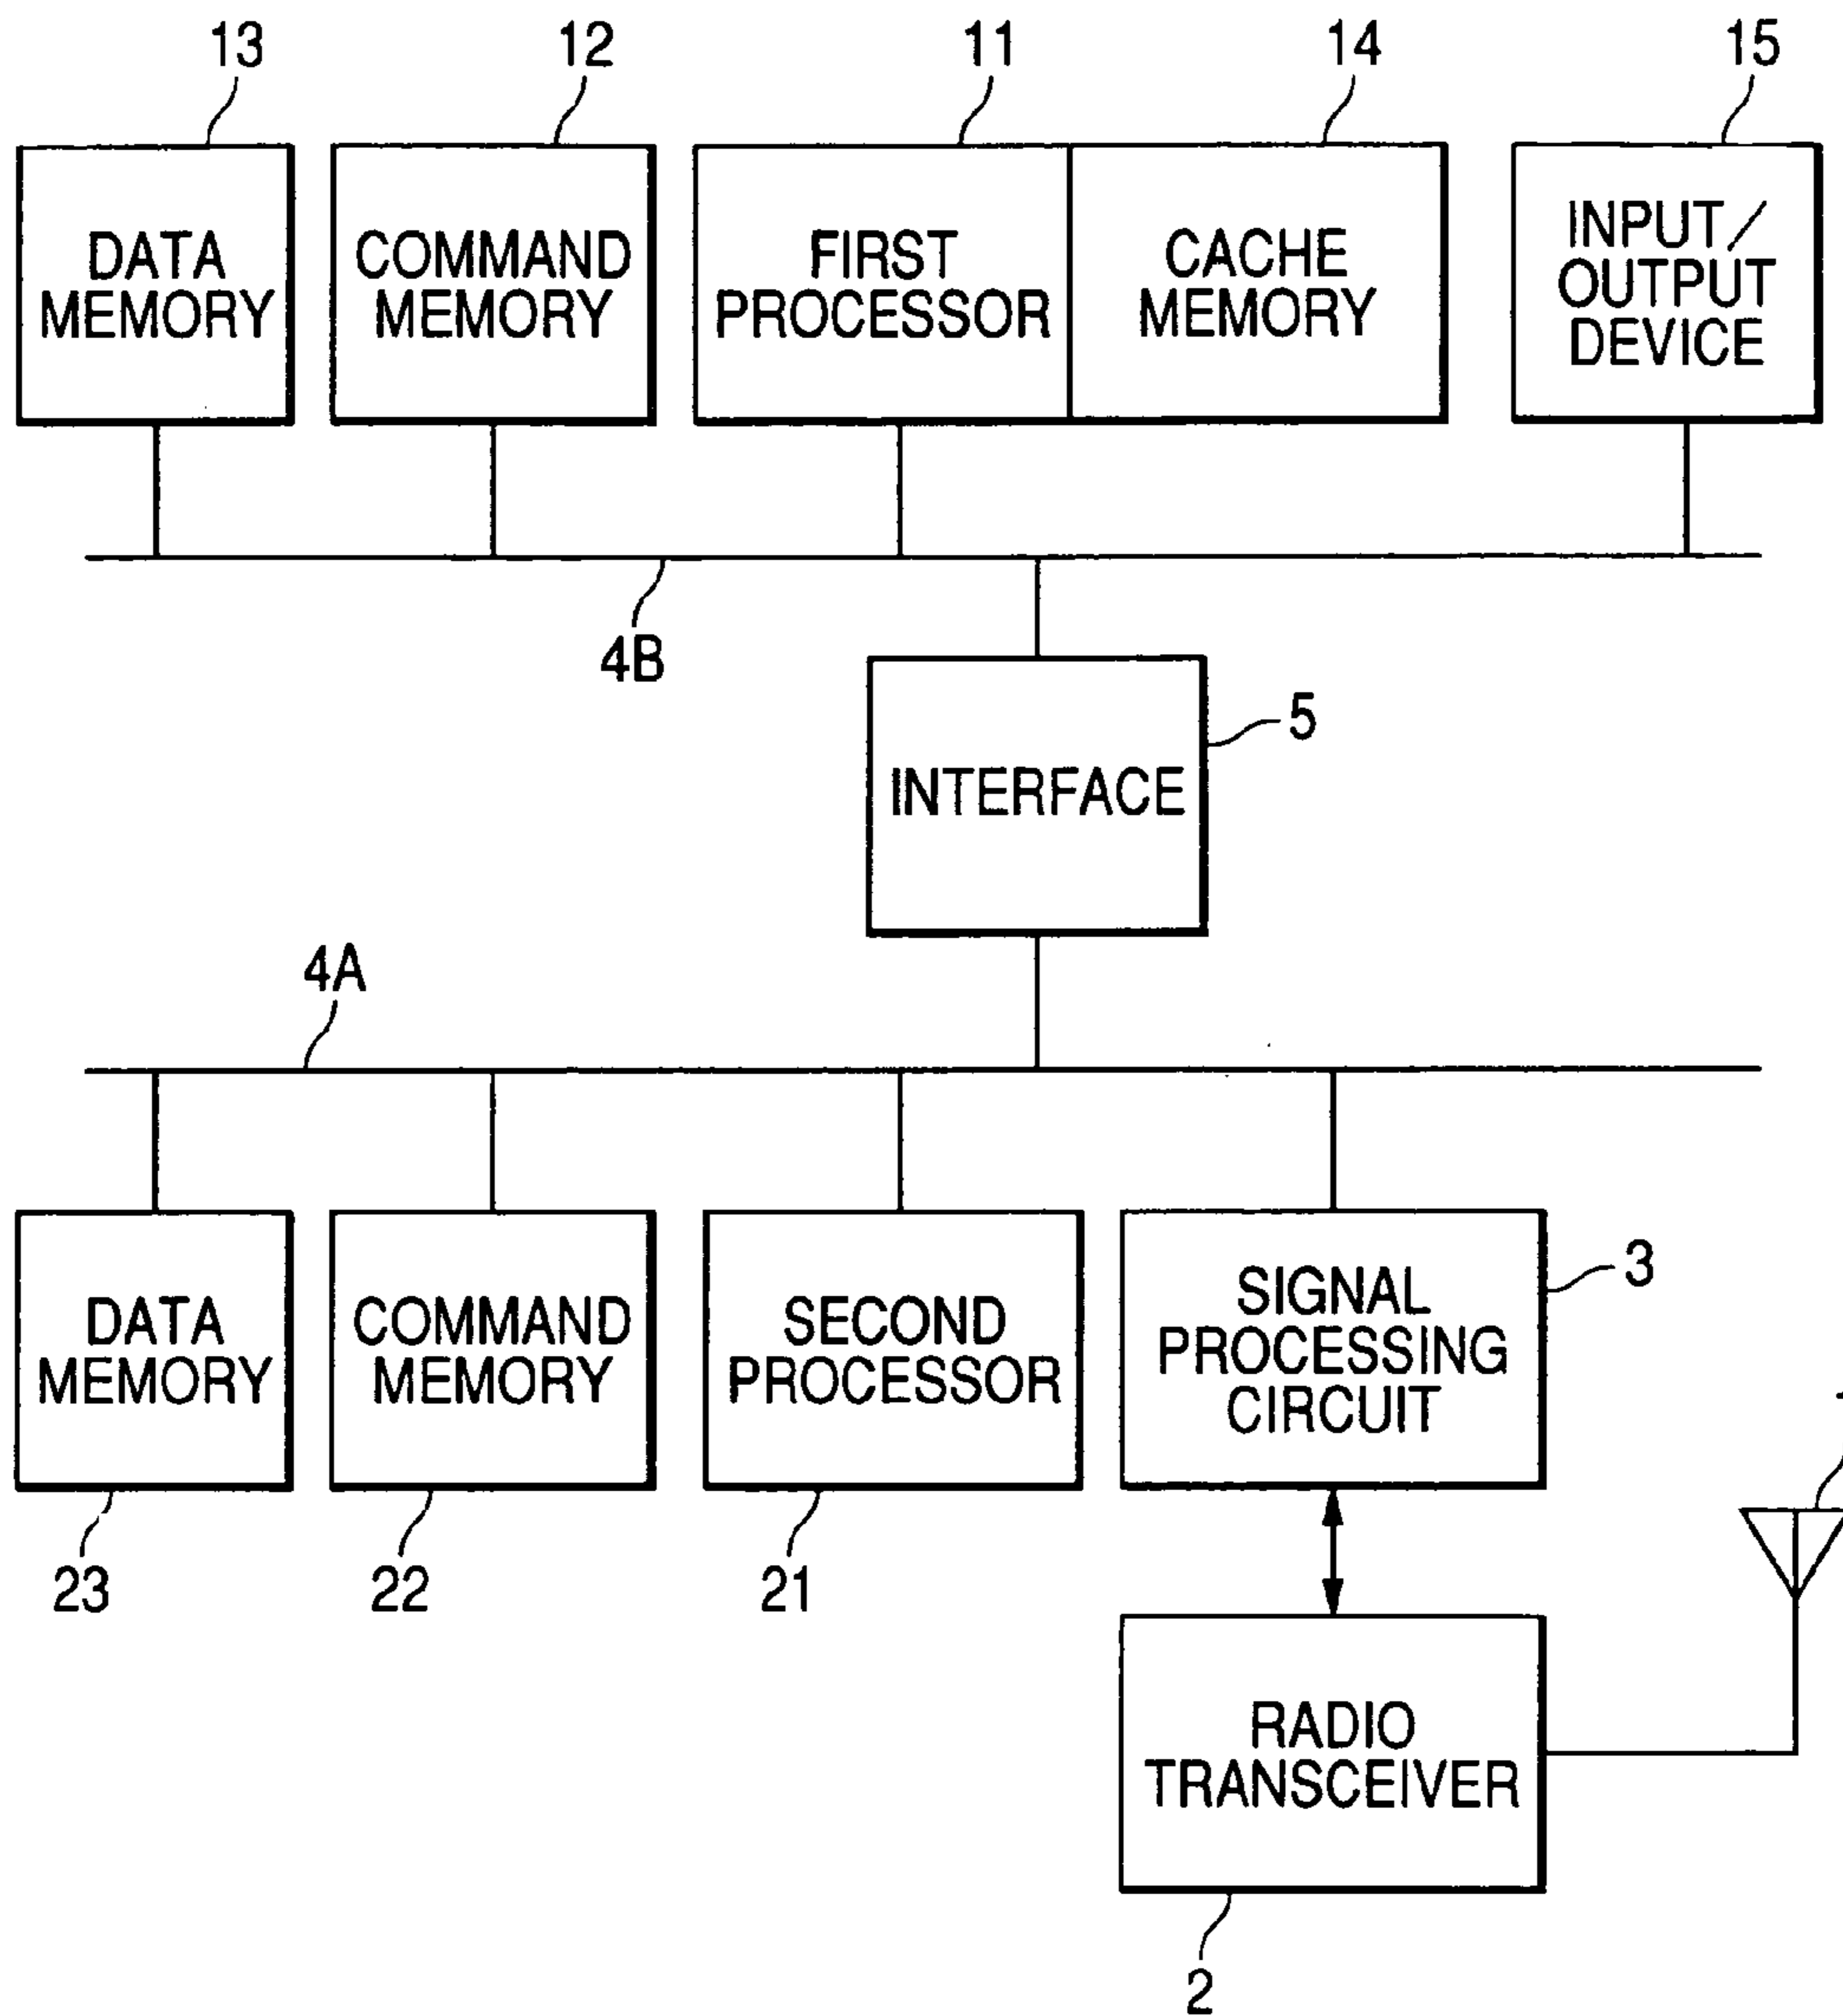 13
12
11
14
15
DATA
MEMORY
COMMAND
MEMORY
FIRST
PROCESSOR
CACHE
MEMORY
INPUT/
OUTPUT
DEVICE
4B
5
INTERFACE
4A
DATA
MEMORY
COMMAND
MEMORY
SECOND
PROCESSOR
SIGNAL
PROCESSING
CIRCUIT
3
23
22
21
RADIO
TRANSCEIVER
2